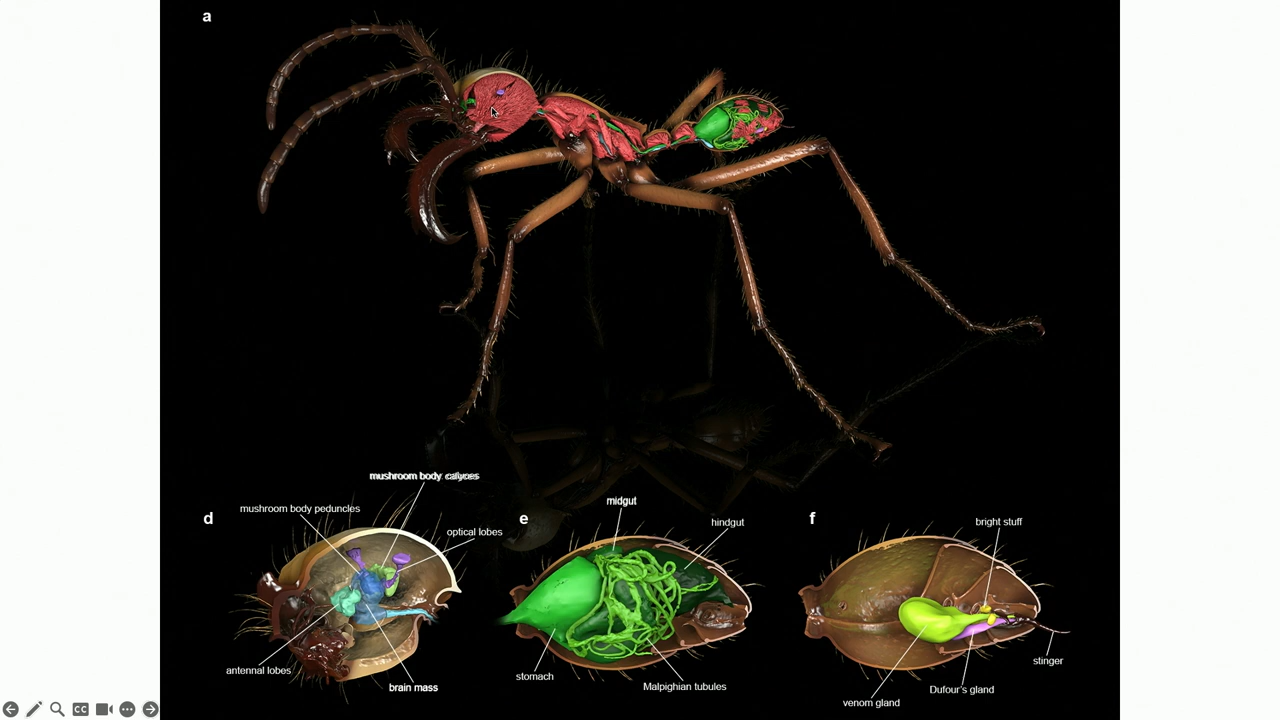 a
mushroom body calyces
mushroom body peduncles
optical lobes
antennal lobes
brain mass
d
e
midgut
hindgut
stomach
Malpighian tubules
f
bright stuff
stinger
Dufour's gland
venom gland
CC